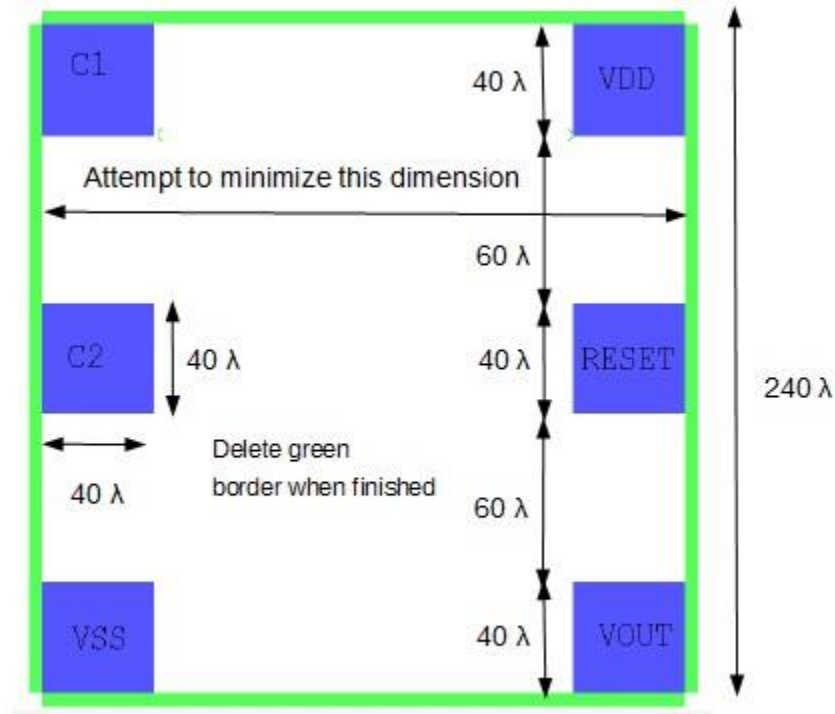 C1
40 λ
VDD
Attempt to minimize this dimension
60 λ
C2
40 λ
40 λ
RESET
240 λ
Delete green
border when finished
40 λ
60 λ
VSS
40 λ
VOUT